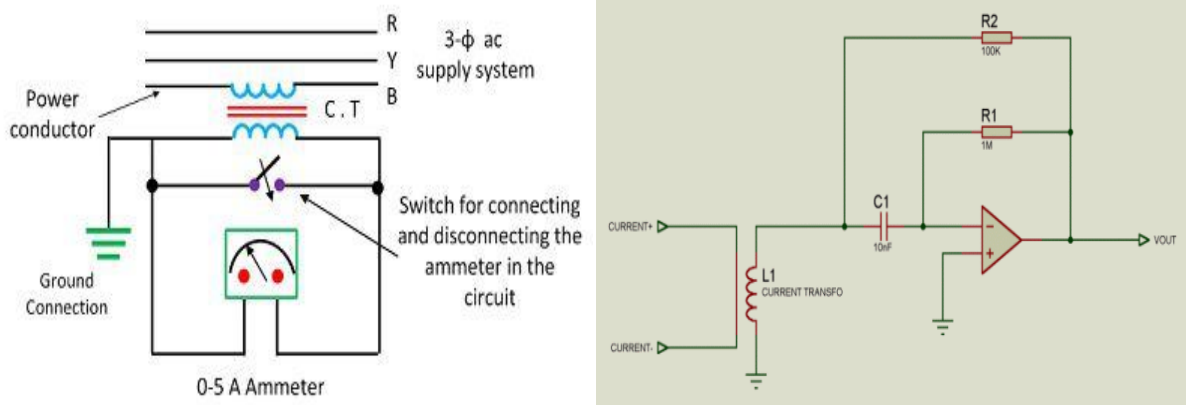 R
3-ϕ ac
supply system
Y
B
Power
conductor
C . T
Switch for connecting
and disconnecting the
ammeter in the
circuit
Ground
Connection
0-5 A Ammeter
R2
100K
R1
1M
C1
10nF
CURRENT+
L1
CURRENT TRANSFO
CURRENT-
VOUT